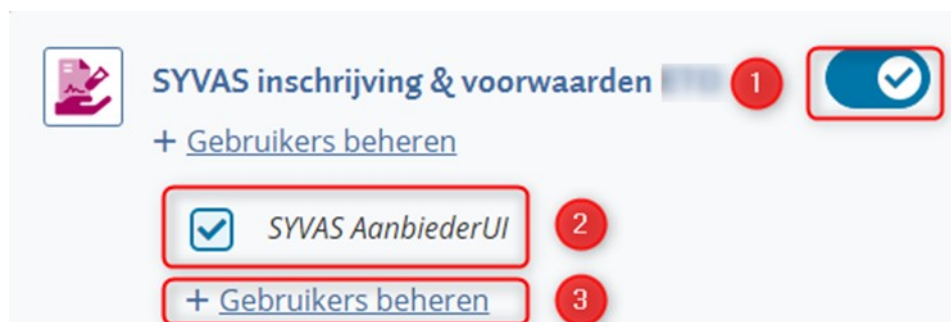 SYVAS inschrijving & voorwaarden 1
+ Gebruikers beheren
SYVAS AanbiederUI 2
+ Gebruikers beheren 3